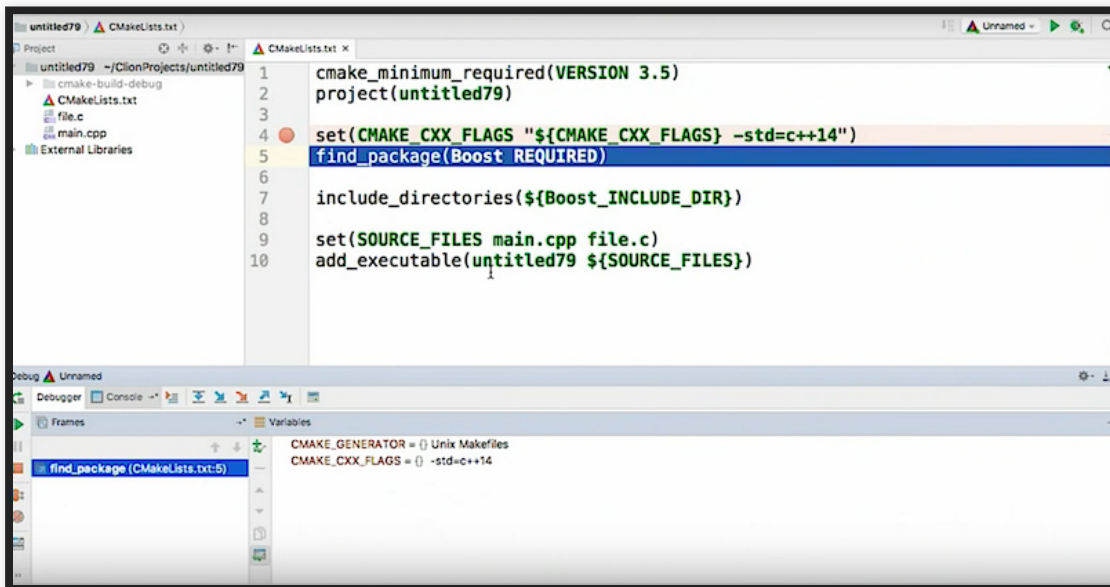 untitled79 CMakeLists.txt
Unnamed
Project
CMakeLists.txt ×
untitled79 ~/ClionProjects/untitled79
cmake-build-debug
CMakeLists.txt
file.c
main.cpp
External Libraries
1 cmake_minimum_required(VERSION 3.5)
2 project(untitled79)
3
4 set(CMAKE_CXX_FLAGS "${CMAKE_CXX_FLAGS} -std=c++14")
5 find_package(Boost REQUIRED)
6
7 include_directories(${Boost_INCLUDE_DIR})
8
9 set(SOURCE_FILES main.cpp file.c)
10 add_executable(untitled79 ${SOURCE_FILES})
Debug Unnamed
Debugger Console
Frames
Variables
find_package (CMakeLists.txt:5)
CMAKE_GENERATOR = {} Unix Makefiles
CMAKE_CXX_FLAGS = {} -std=c++14